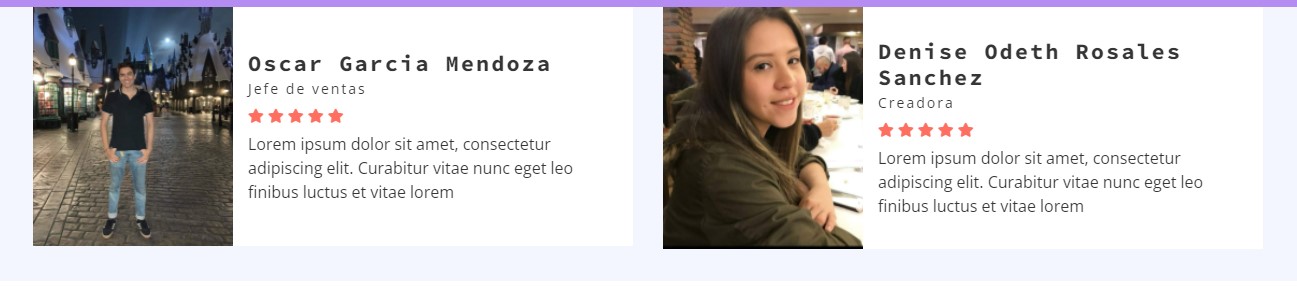 Oscar Garcia Mendoza
Jefe de ventas
Lorem ipsum dolor sit amet, consectetur
adipiscing elit. Curabitur vitae nunc eget leo
finibus luctus et vitae lorem
Denise Odeth Rosales
Sanchez
Creadora
Lorem ipsum dolor sit amet, consectetur
adipiscing elit. Curabitur vitae nunc eget leo
finibus luctus et vitae lorem